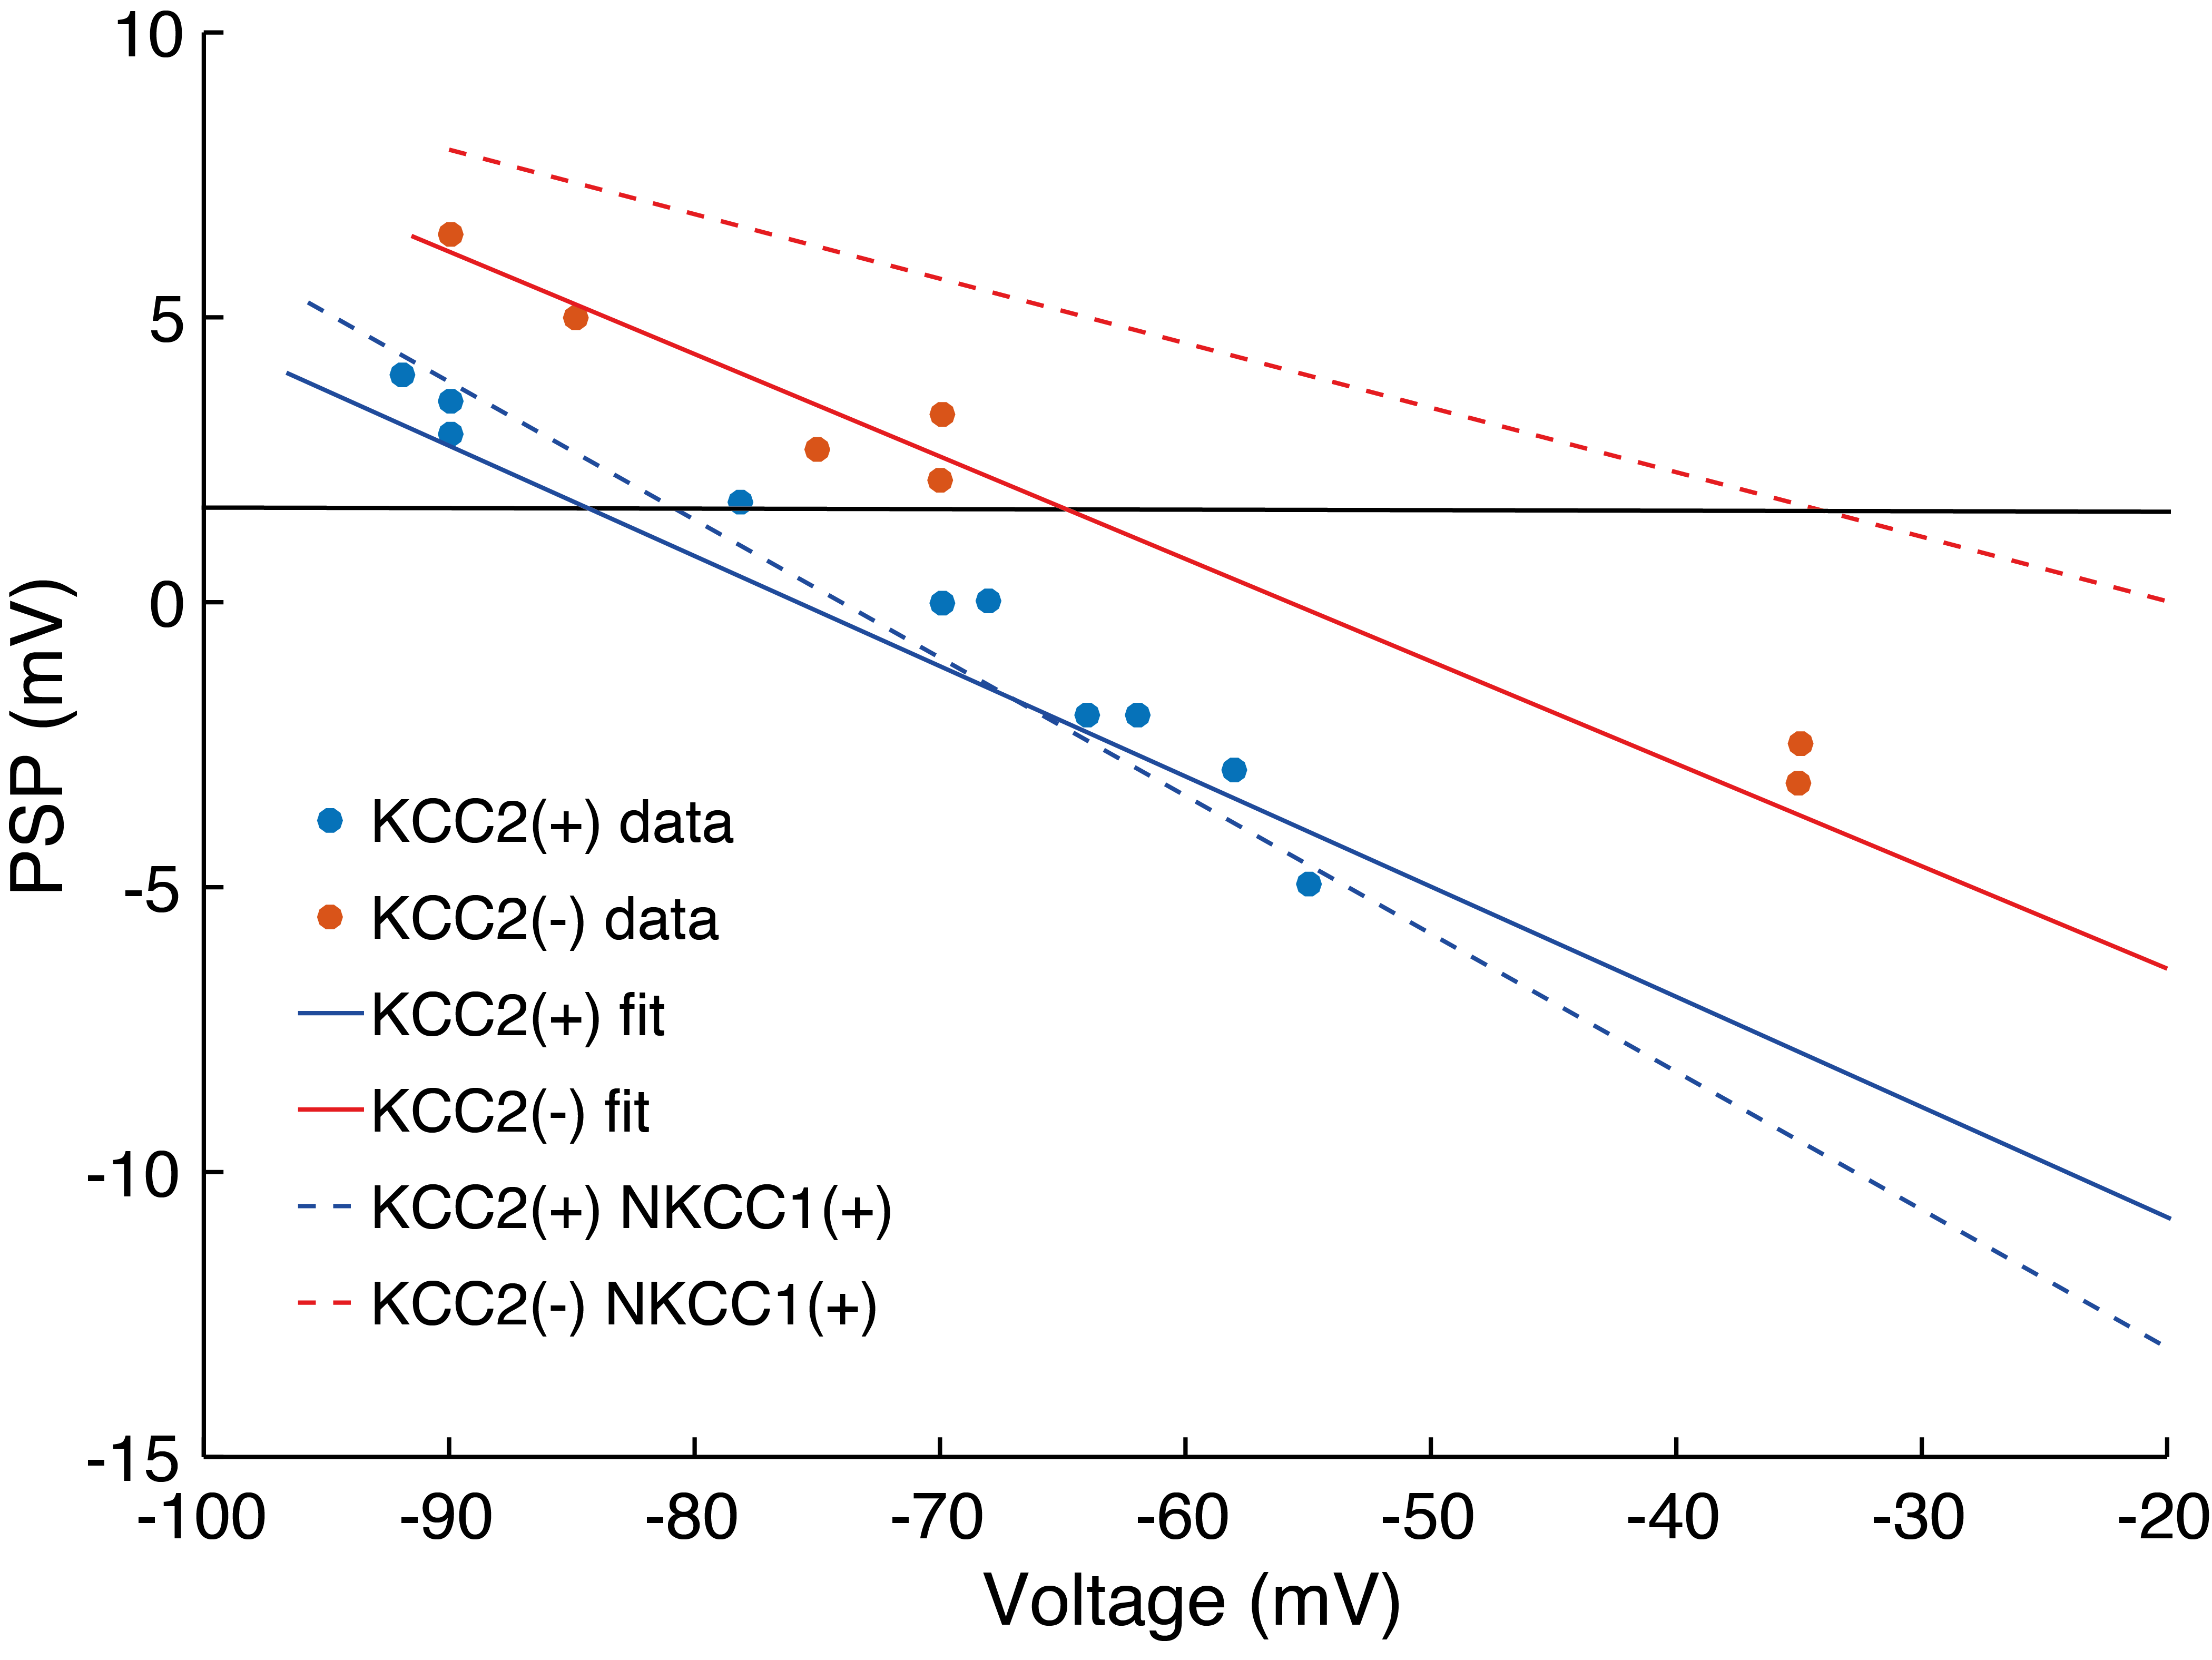 10
5
0
-5
-10
-15
PSP (mV)
KCC2(+) data
KCC2(-) data
KCC2(+) fit
KCC2(-) fit
KCC2(+) NKCC1(+)
KCC2(-) NKCC1(+)
-100 -90 -80 -70 -60 -50 -40 -30 -20
Voltage (mV)